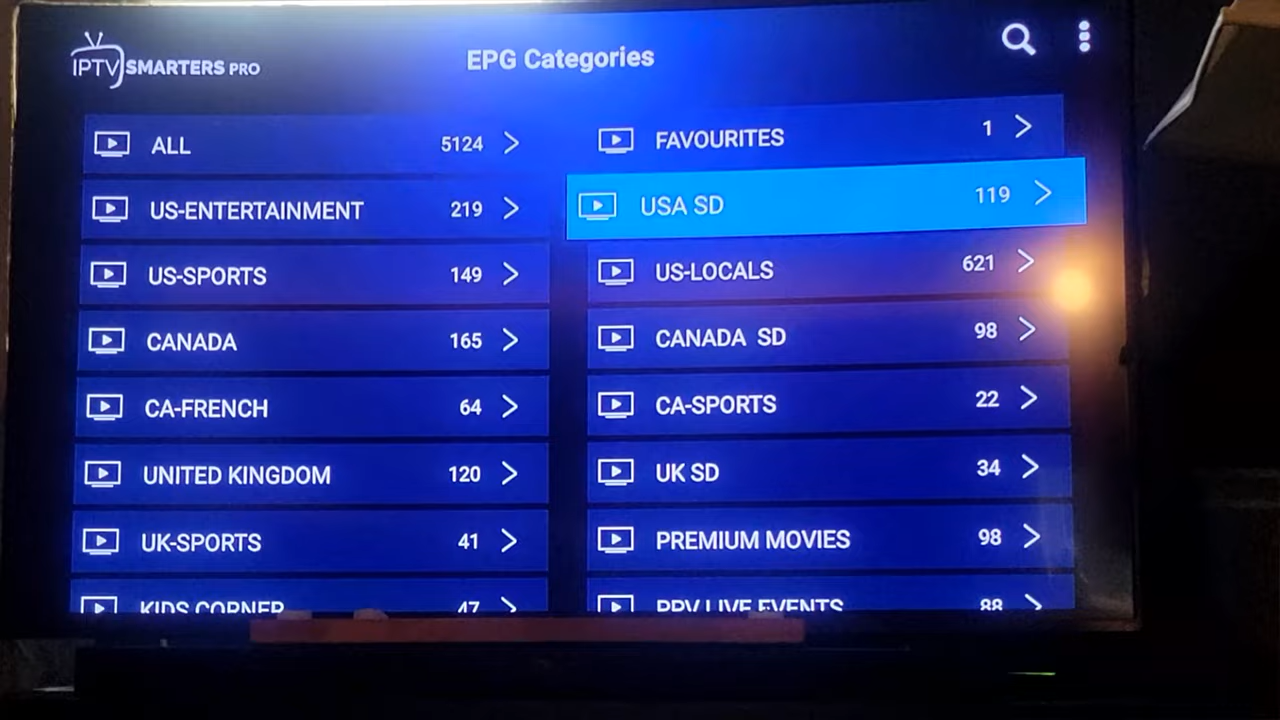 IPTV SMARTERS PRO
EPG Categories
ALL 5124
FAVOURITES 1
US-ENTERTAINMENT 219
USA SD 119
US-SPORTS 149
US-LOCALS 621
CANADA 165
CANADA SD 98
CA-FRENCH 64
CA-SPORTS 22
UNITED KINGDOM 120
UK SD 34
UK-SPORTS 41
PREMIUM MOVIES 98
KIDS CORNER 47
PPV LIVE EVENTS 88